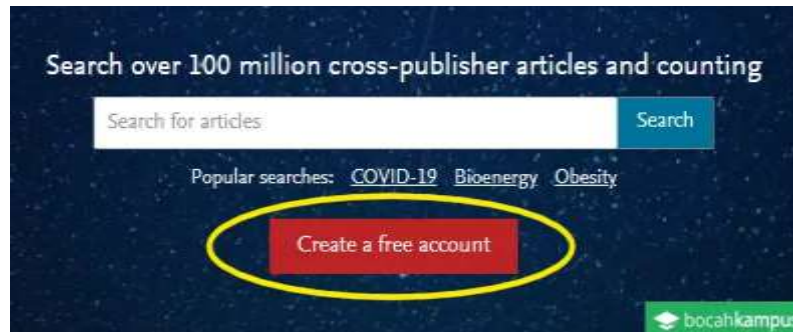 Search over 100 million cross-publisher articles and counting
Search for articles Search
Popular searches: COVID-19 Bioenergy Obesity
Create a free account
bocahkampus